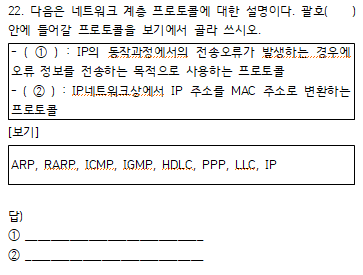 22. 다음은 네트워크 계층 프로토콜에 대한 설명이다. 괄호(    )
안에 들어갈 프로토콜을 보기에서 골라 쓰시오.
- ( ① ) : IP의 동작과정에서의 전송오류가 발생하는 경우에
오류 정보를 전송하는 목적으로 사용하는 프로토콜
- ( ② ) : IP네트워크상에서 IP 주소를 MAC 주소로 변환하는
프로토콜
[보기]
ARP, RARP, ICMP, IGMP, HDLC, PPP, LLC, IP
답)
① ___________________________
② ___________________________